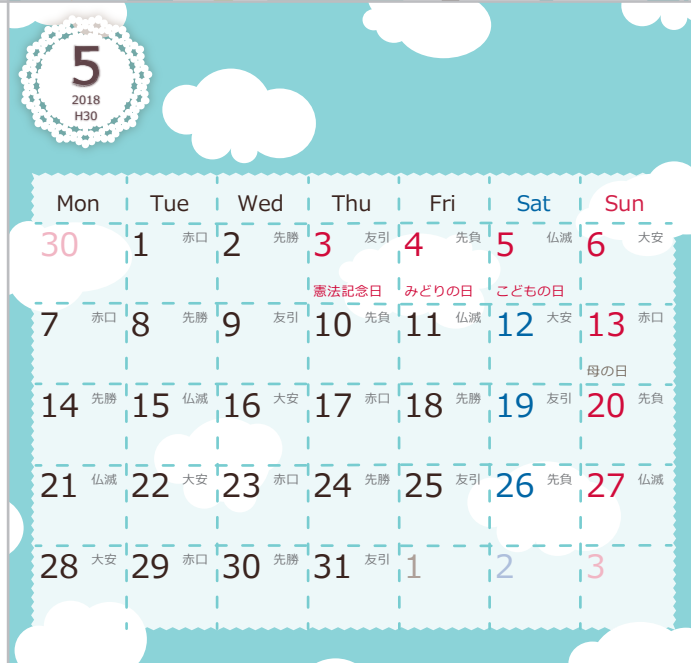 5
2018
H30
Mon Tue Wed Thu Fri Sat Sun
30 1 赤口 2 先勝 3 友引 4 先負 5 仏滅 6 大安
憲法記念日 みどりの日 こどもの日
7 赤口 8 先勝 9 友引 10 先負 11 仏滅 12 大安 13 赤口
母の日
14 先勝 15 仏滅 16 大安 17 赤口 18 先勝 19 友引 20 先負
21 仏滅 22 大安 23 赤口 24 先勝 25 友引 26 先負 27 仏滅
28 大安 29 赤口 30 先勝 31 友引 1 2 3